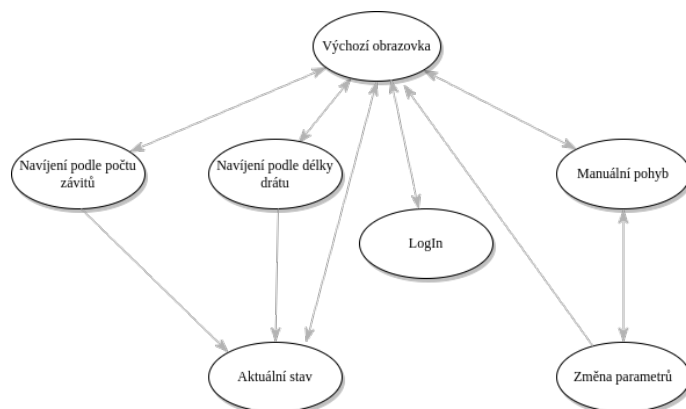 Výchozí obrazovka
Navíjení podle počtu
závitů
Navíjení podle délky
drátu
Manuální pohyb
LogIn
Aktuální stav
Změna parametrů